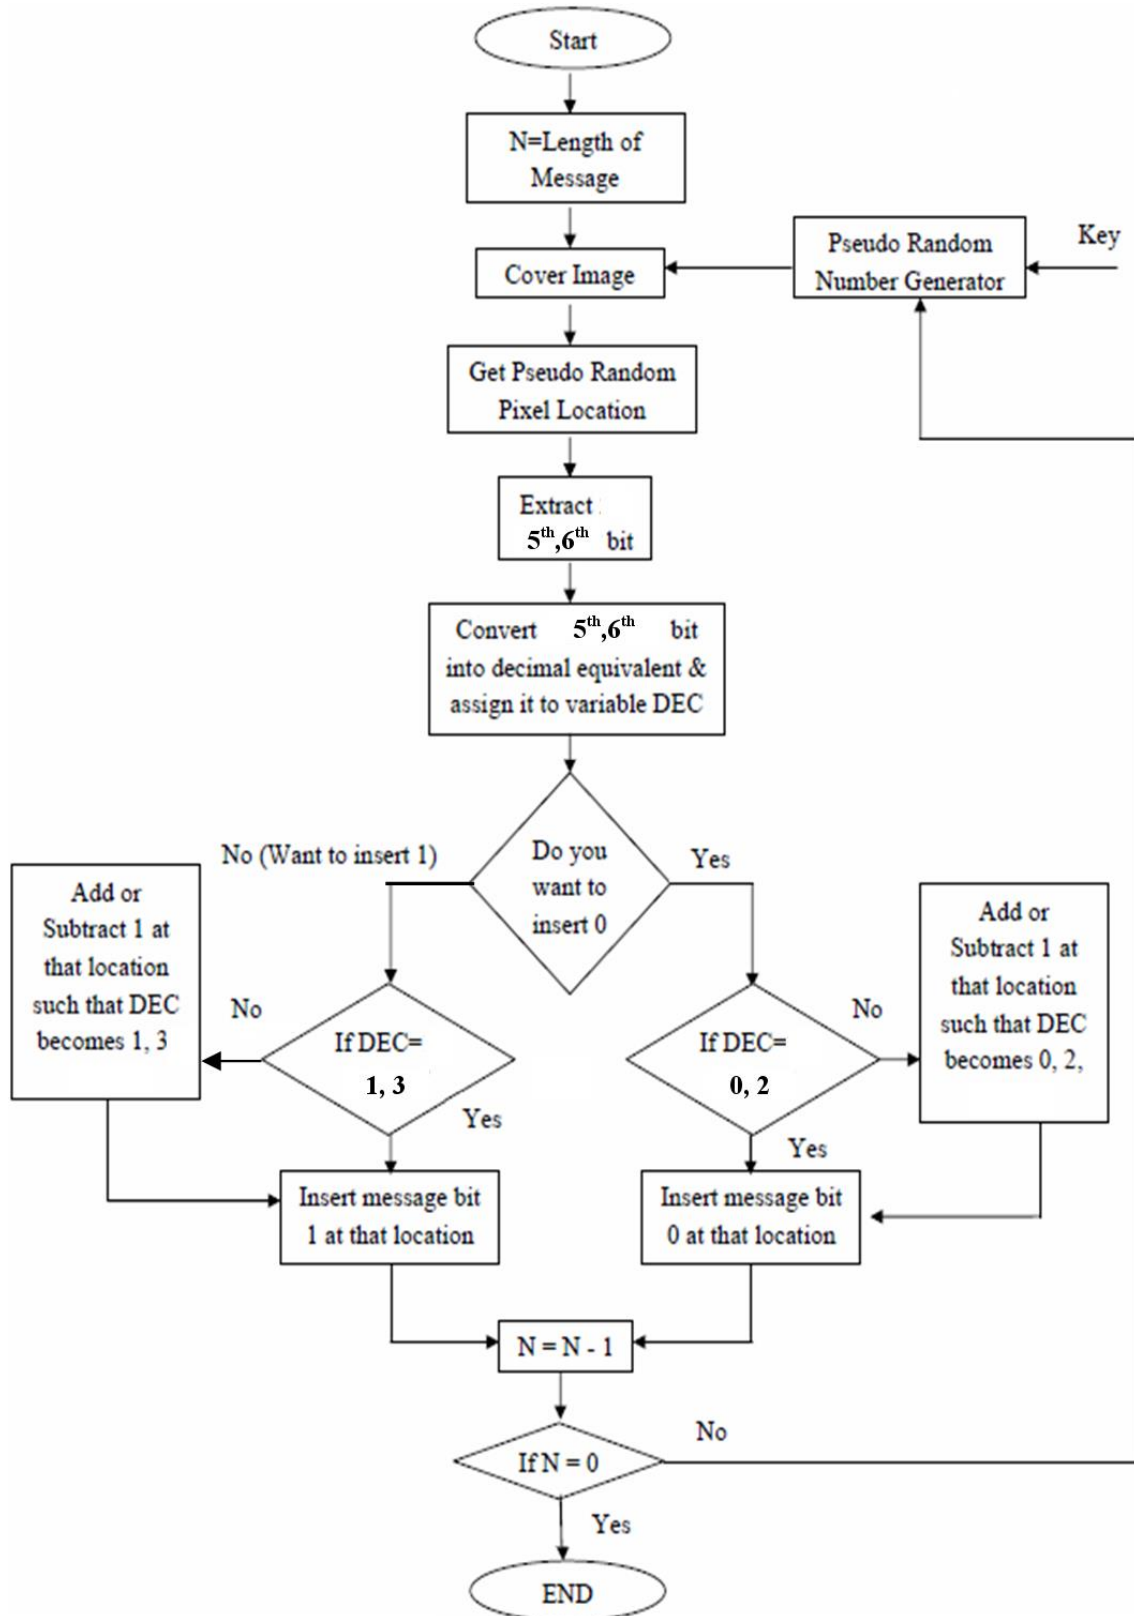 Start
N=Length of
Message
Pseudo Random
Number Generator
Key
Cover Image
Get Pseudo Random
Pixel Location
Extract
5th,6th bit
Convert 5th,6th bit
into decimal equivalent &
assign it to variable DEC
Do you
want to
insert 0
No (Want to insert 1)
Yes
Add or
Subtract 1 at
that location
such that DEC
becomes 1, 3
No
If DEC=
1, 3
Yes
If DEC=
0, 2
No
Yes
Add or
Subtract 1 at
that location
such that DEC
becomes 0, 2,
Insert message bit
1 at that location
Insert message bit
0 at that location
N = N - 1
If N = 0
No
Yes
END